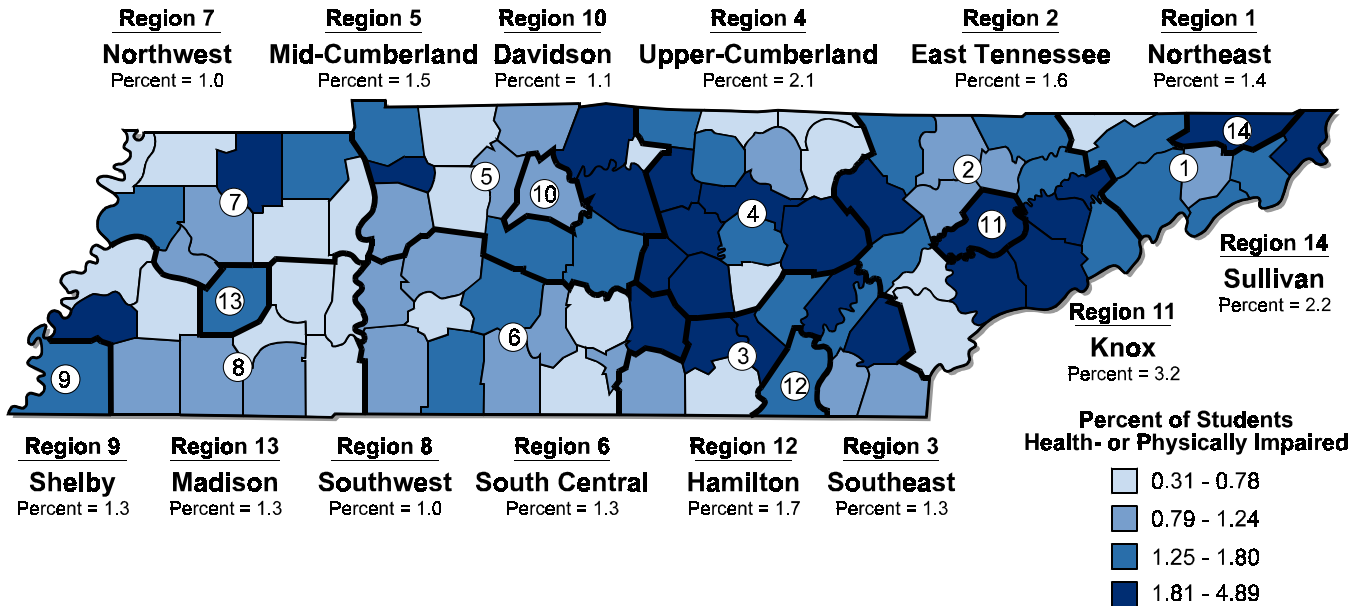 Region 7
Northwest
Percent = 1.0
Region 5
Mid-Cumberland
Percent = 1.5
Region 10
Davidson
Percent = 1.1
Region 4
Upper-Cumberland
Percent = 2.1
Region 2
East Tennessee
Percent = 1.6
Region 1
Northeast
Percent = 1.4
14
1
2
5
10
7
4
11
13
6
3
8
9
12
Region 14
Sullivan
Percent = 2.2
Region 11
Knox
Percent = 3.2
Region 9
Shelby
Percent = 1.3
Region 13
Madison
Percent = 1.3
Region 8
Southwest
Percent = 1.0
Region 6
South Central
Percent = 1.3
Region 12
Hamilton
Percent = 1.7
Region 3
Southeast
Percent = 1.3
Percent of Students
Health- or Physically Impaired
0.31 - 0.78
0.79 - 1.24
1.25 - 1.80
1.81 - 4.89